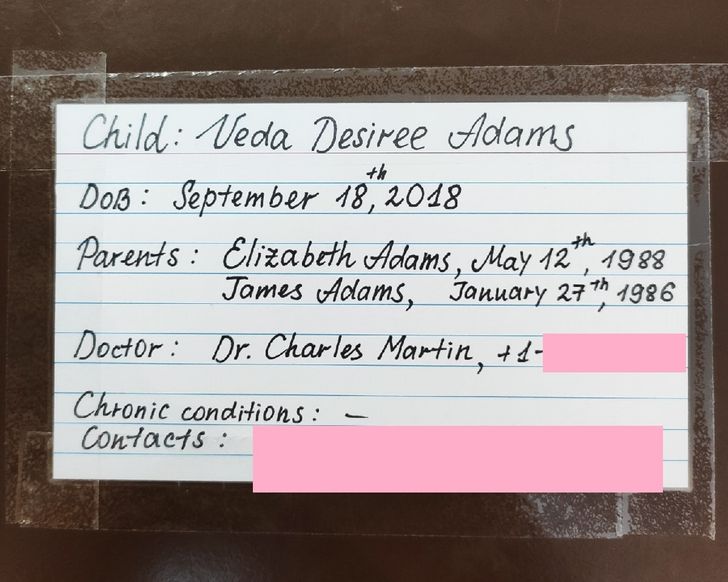 Child: Veda Desiree Adams
DoB: September 18th, 2018
Parents: Elizabeth Adams, May 12th, 1988
James Adams, January 27th, 1986
Doctor: Dr. Charles Martin, +1-
Chronic conditions: —
Contacts: